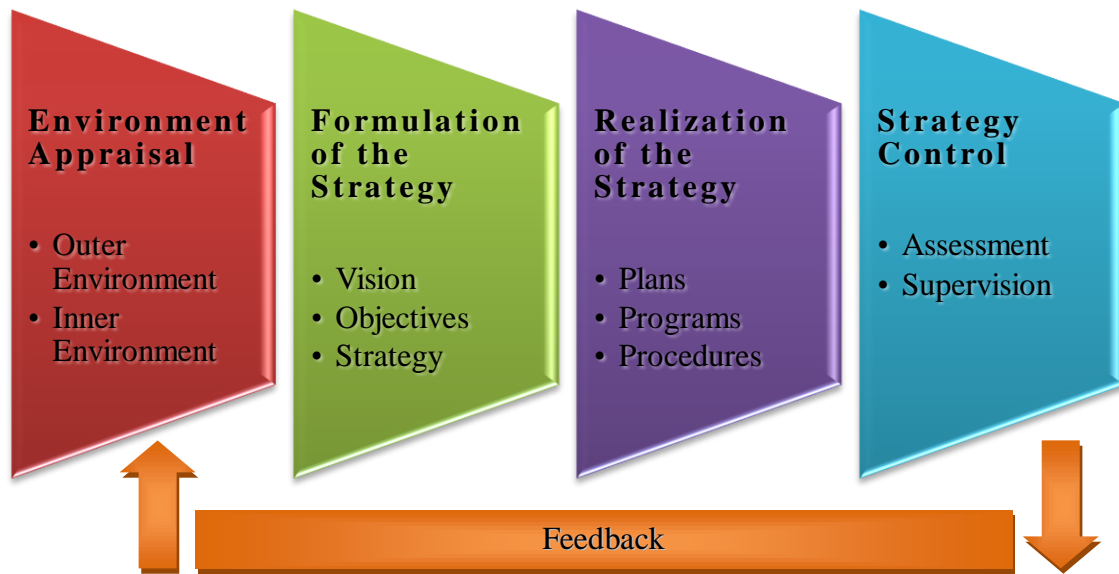 Environment
Appraisal
• Outer
Environment
• Inner
Environment
Formulation
of the
Strategy
• Vision
• Objectives
• Strategy
Realization
of the
Strategy
• Plans
• Programs
• Procedures
Strategy
Control
• Assessment
• Supervision
Feedback